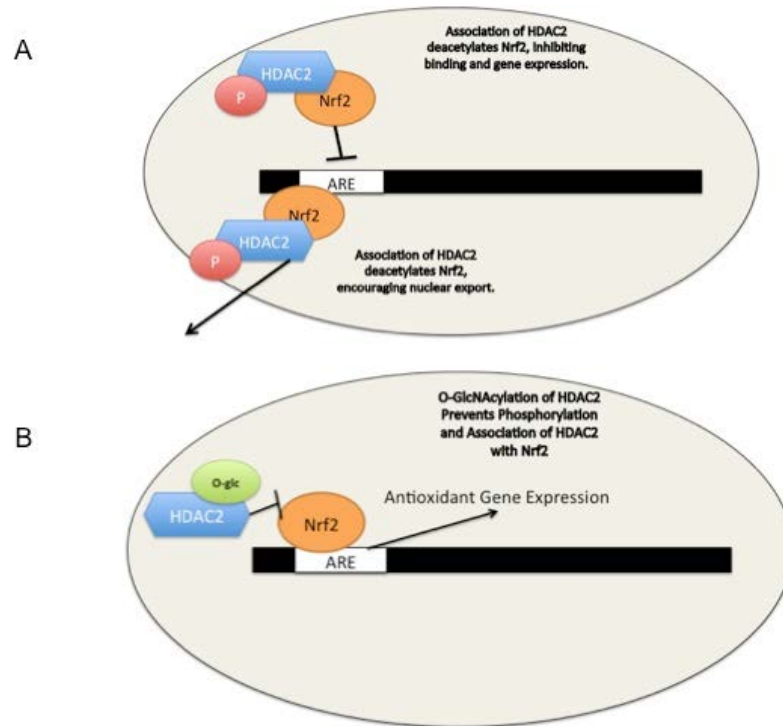 A
Association of HDAC2
deacetylates Nrf2, inhibiting
binding and gene expression.
HDAC2
P
Nrf2
ARE
Nrf2
HDAC2
P
Association of HDAC2
deacetylates Nrf2,
encouraging nuclear export.
B
O-GlcNAcylation of HDAC2
Prevents Phosphorylation
and Association of HDAC2
with Nrf2
O-glc
HDAC2
Nrf2
Antioxidant Gene Expression
ARE